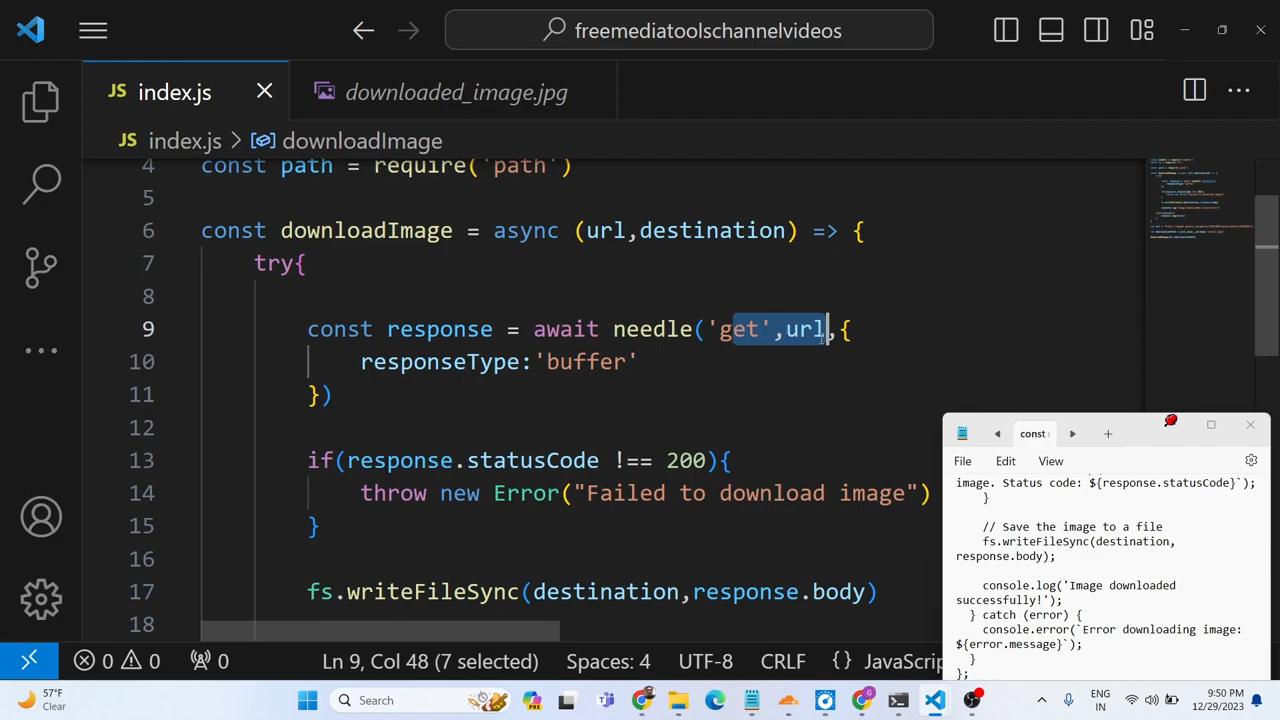 freemediatoolschannelvideos
JS index.js
downloaded_image.jpg
JS index.js > downloadImage
4 const path = require('path')
5
6 const downloadImage = async (url,destination) => {
7 try{
8
9 const response = await needle('get',url,{
10 responseType:'buffer'
11 })
12
13 if(response.statusCode !== 200){
14 throw new Error("Failed to download image")
15 }
16
17 fs.writeFileSync(destination,response.body)
18
const
File Edit View
image. Status code: ${response.statusCode}`);
}
// Save the image to a file
fs.writeFileSync(destination,
response.body);
console.log('Image downloaded
successfully!');
} catch (error) {
console.error(`Error downloading image:
${error.message}`);
}
};
0 0 0 Ln 9, Col 48 (7 selected) Spaces: 4 UTF-8 CRLF {} JavaScrip
57°F
Clear
Search
ENG
IN
9:50 PM
12/29/2023